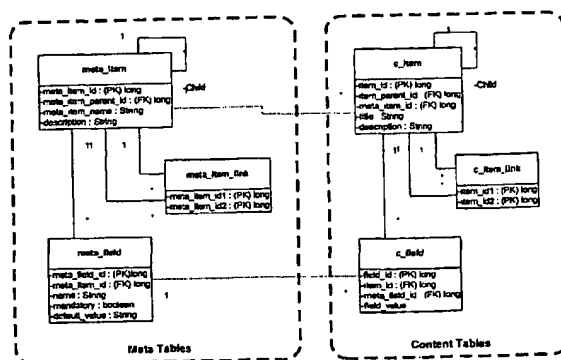 1
meta_item
-meta_item_id : (PK) long
-meta_item_parent_id : (FK) long
-meta_item_name : String
-description : String
-Child
11
1
meta_item_link
-meta_item_id1 : (PK) long
-meta_item_id2 : (PK) long
meta_field
-meta_field_id : (PK) long
-meta_item_id : (FK) long
-name : String
-mandatory : boolean
-default_value : String
1
Meta Tables
c_item
-item_id : (PK) long
-item_parent_id : (FK) long
-meta_item_id : (FK) long
-title : String
-description : String
-Child
1
c_item_link
-item_id1 : (PK) long
-item_id2 : (PK) long
c_field
-field_id : (PK) long
-item_id : (FK) long
-meta_field_id : (FK) long
-field_value
Content Tables